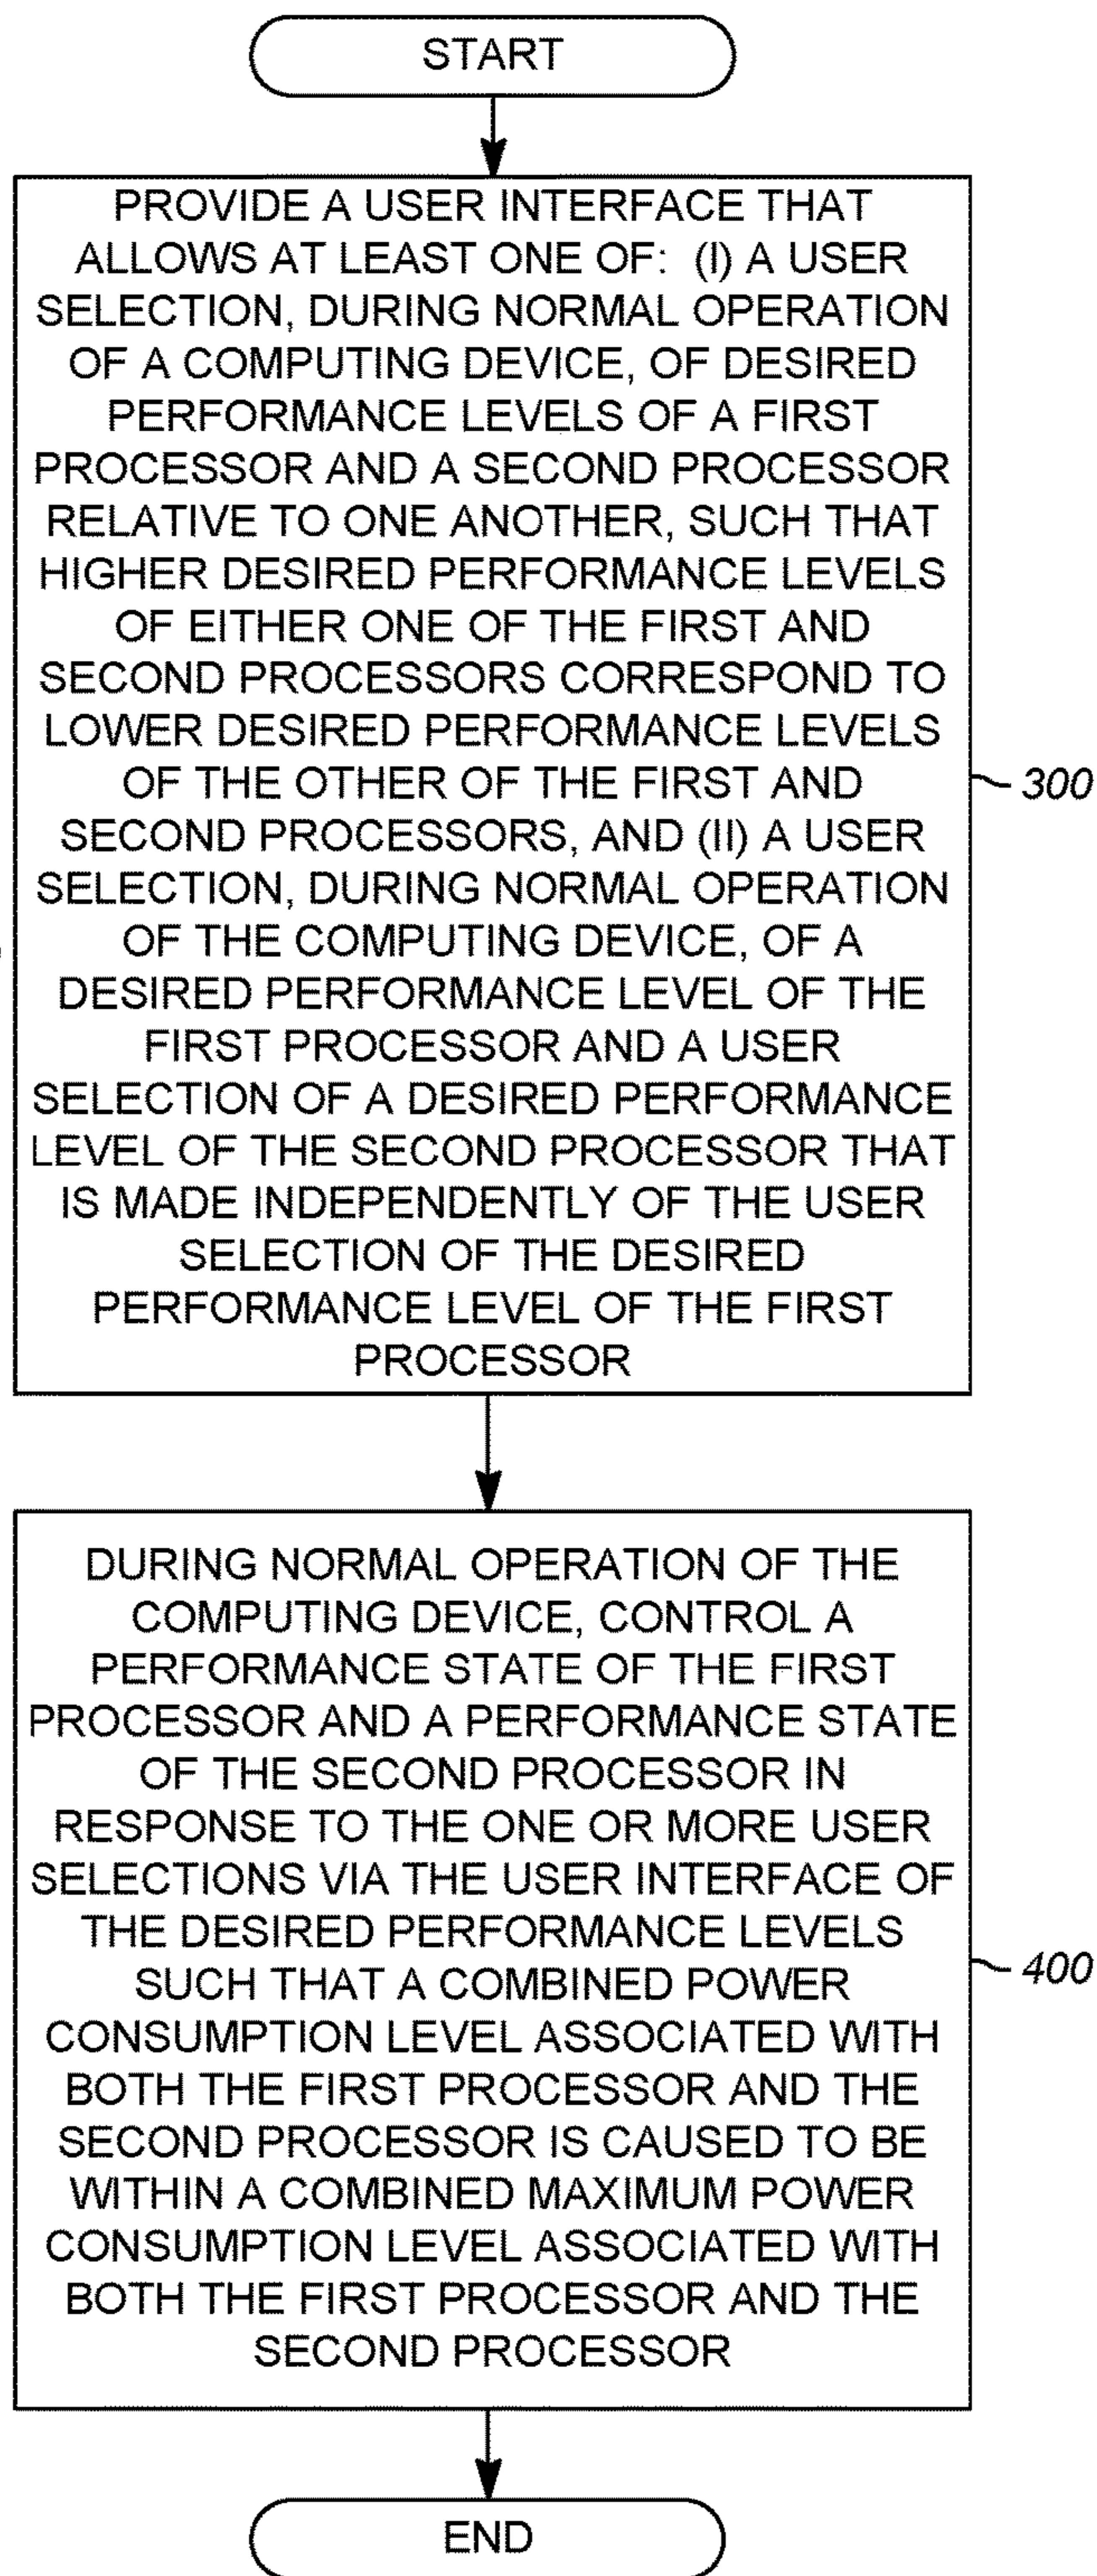 START
PROVIDE A USER INTERFACE THAT
ALLOWS AT LEAST ONE OF: (I) A USER
SELECTION, DURING NORMAL OPERATION
OF A COMPUTING DEVICE, OF DESIRED
PERFORMANCE LEVELS OF A FIRST
PROCESSOR AND A SECOND PROCESSOR
RELATIVE TO ONE ANOTHER, SUCH THAT
HIGHER DESIRED PERFORMANCE LEVELS
OF EITHER ONE OF THE FIRST AND
SECOND PROCESSORS CORRESPOND TO
LOWER DESIRED PERFORMANCE LEVELS
OF THE OTHER OF THE FIRST AND
SECOND PROCESSORS, AND (II) A USER
SELECTION, DURING NORMAL OPERATION
OF THE COMPUTING DEVICE, OF A
DESIRED PERFORMANCE LEVEL OF THE
FIRST PROCESSOR AND A USER
SELECTION OF A DESIRED PERFORMANCE
LEVEL OF THE SECOND PROCESSOR THAT
IS MADE INDEPENDENTLY OF THE USER
SELECTION OF THE DESIRED
PERFORMANCE LEVEL OF THE FIRST
PROCESSOR
300
DURING NORMAL OPERATION OF THE
COMPUTING DEVICE, CONTROL A
PERFORMANCE STATE OF THE FIRST
PROCESSOR AND A PERFORMANCE STATE
OF THE SECOND PROCESSOR IN
RESPONSE TO THE ONE OR MORE USER
SELECTIONS VIA THE USER INTERFACE OF
THE DESIRED PERFORMANCE LEVELS
SUCH THAT A COMBINED POWER
CONSUMPTION LEVEL ASSOCIATED WITH
BOTH THE FIRST PROCESSOR AND THE
SECOND PROCESSOR IS CAUSED TO BE
WITHIN A COMBINED MAXIMUM POWER
CONSUMPTION LEVEL ASSOCIATED WITH
BOTH THE FIRST PROCESSOR AND THE
SECOND PROCESSOR
400
END